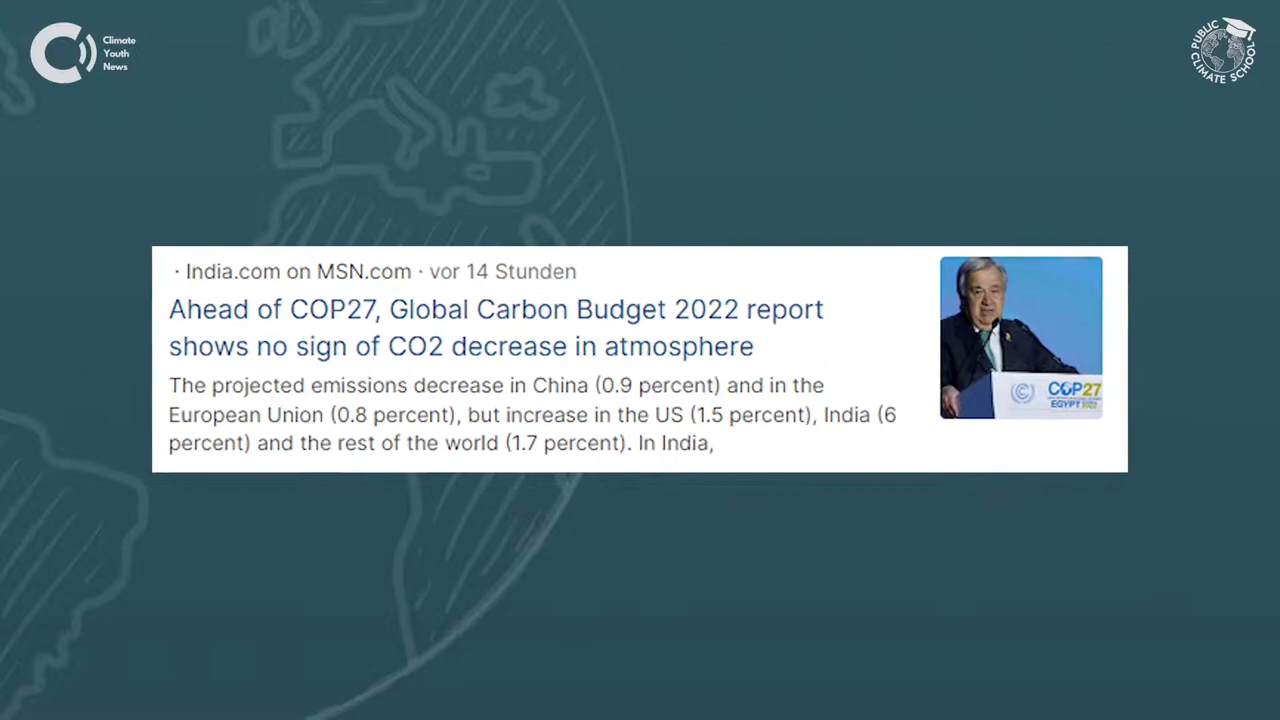 Climate
Youth
News
PUBLIC
CLIMATE SCHOOL
· India.com on MSN.com · vor 14 Stunden
Ahead of COP27, Global Carbon Budget 2022 report
shows no sign of CO2 decrease in atmosphere
The projected emissions decrease in China (0.9 percent) and in the
European Union (0.8 percent), but increase in the US (1.5 percent), India (6
percent) and the rest of the world (1.7 percent). In India,
COP27
EGYPT